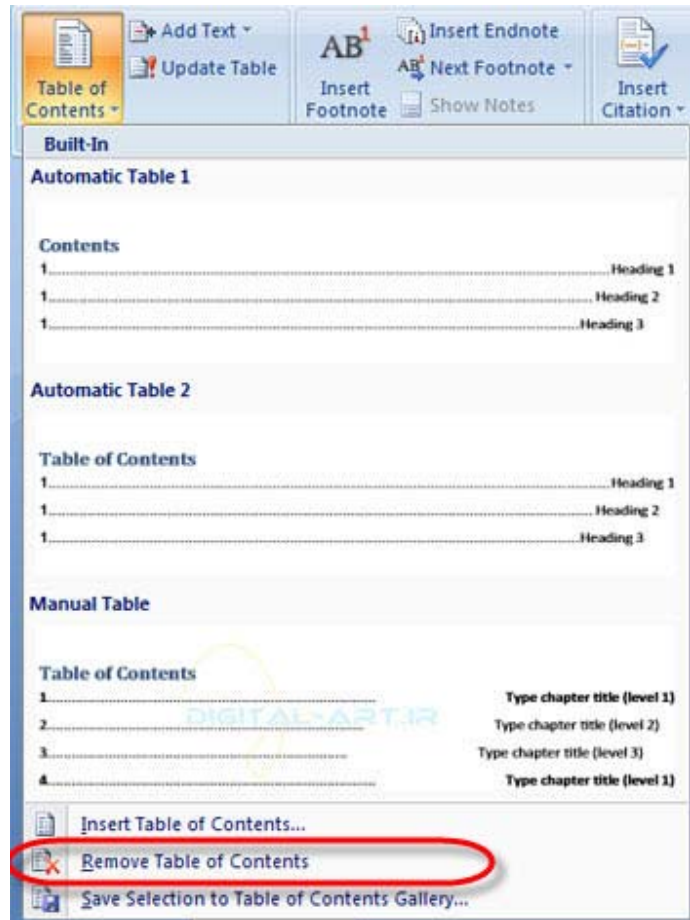 Table of Contents
Add Text
Update Table
AB1
Insert Footnote
Insert Endnote
AB1 Next Footnote
Show Notes
Insert Citation
Built-In
Automatic Table 1
Contents
1 Heading 1
1 Heading 2
1 Heading 3
Automatic Table 2
Table of Contents
1 Heading 1
1 Heading 2
1 Heading 3
Manual Table
Table of Contents
1 Type chapter title (level 1)
2 Type chapter title (level 2)
3 Type chapter title (level 3)
4 Type chapter title (level 1)
DIGITAL-ART.IR
Insert Table of Contents...
Remove Table of Contents
Save Selection to Table of Contents Gallery...